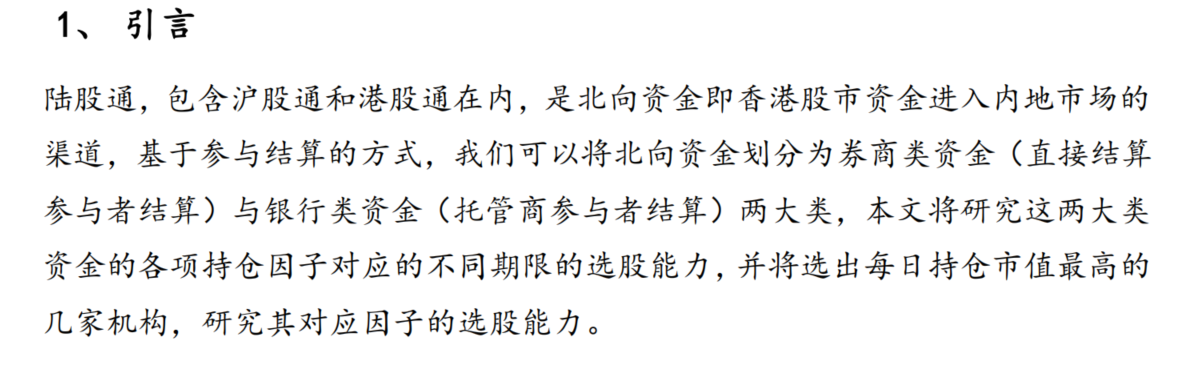 1、 引言
陆股通，包含沪股通和港股通在内，是北向资金即香港股市资金进入内地市场的
渠道，基于参与结算的方式，我们可以将北向资金划分为券商类资金（直接结算
参与者结算）与银行类资金（托管商参与者结算）两大类，本文将研究这两大类
资金的各项持仓因子对应的不同期限的选股能力，并将选出每日持仓市值最高的
几家机构，研究其对应因子的选股能力。